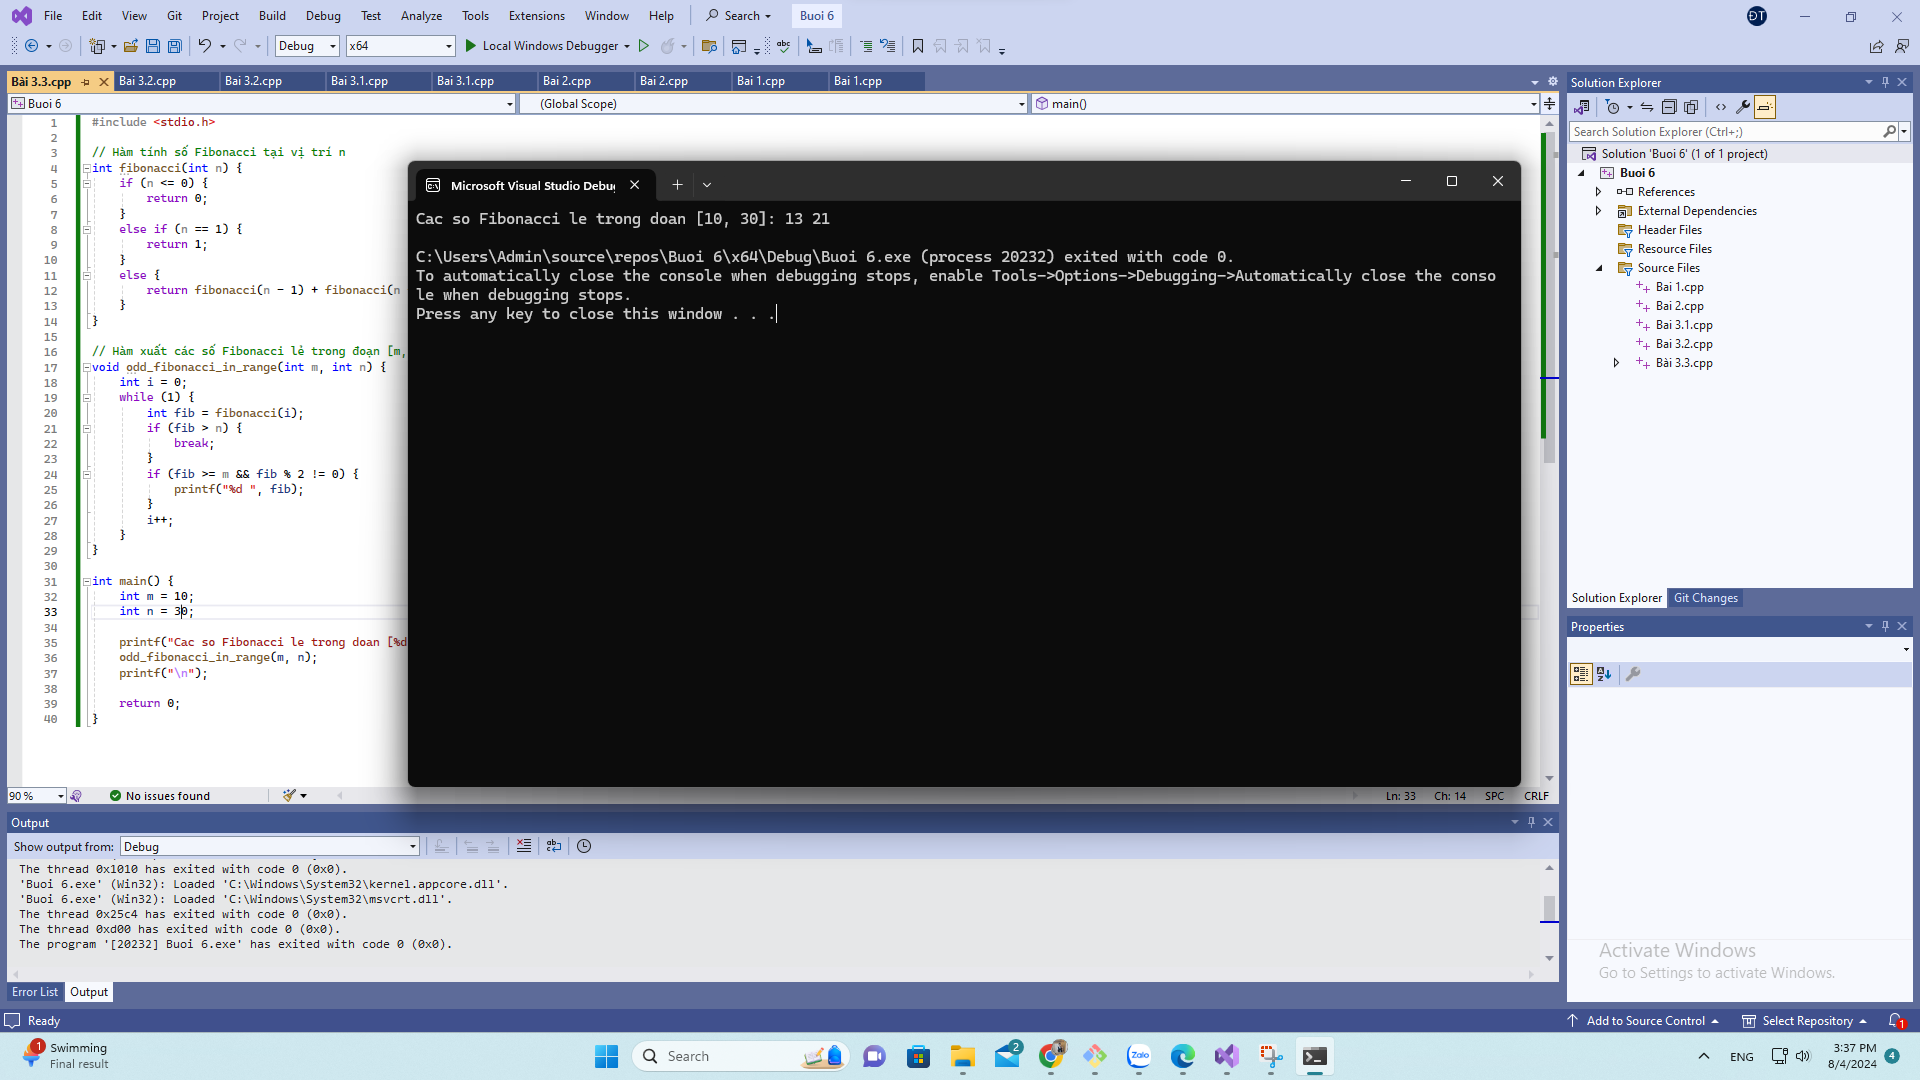 File Edit View Git Project Build Debug Test Analyze Tools Extensions Window Help Search Buoi 6 ĐT
Debug x64 Local Windows Debugger
Bài 3.3.cpp Bai 3.2.cpp Bai 3.2.cpp Bai 3.1.cpp Bai 3.1.cpp Bai 2.cpp Bai 2.cpp Bai 1.cpp Bai 1.cpp
Buoi 6 (Global Scope) main()
1 #include <stdio.h>
2
3 // Hàm tính số Fibonacci tại vị trí n
4 int fibonacci(int n) {
5 if (n <= 0) {
6 return 0;
7 }
8 else if (n == 1) {
9 return 1;
10 }
11 else {
12 return fibonacci(n - 1) + fibonacci(n
13 }
14 }
15
16 // Hàm xuất các số Fibonacci lẻ trong đoạn [m,
17 void odd_fibonacci_in_range(int m, int n) {
18 int i = 0;
19 while (1) {
20 int fib = fibonacci(i);
21 if (fib > n) {
22 break;
23 }
24 if (fib >= m && fib % 2 != 0) {
25 printf("%d ", fib);
26 }
27 i++;
28 }
29 }
30
31 int main() {
32 int m = 10;
33 int n = 30;
34
35 printf("Cac so Fibonacci le trong doan [%d
36 odd_fibonacci_in_range(m, n);
37 printf("\n");
38
39 return 0;
40 }
Microsoft Visual Studio Debug
Cac so Fibonacci le trong doan [10, 30]: 13 21
C:\Users\Admin\source\repos\Buoi 6\x64\Debug\Buoi 6.exe (process 20232) exited with code 0.
To automatically close the console when debugging stops, enable Tools->Options->Debugging->Automatically close the conso
le when debugging stops.
Press any key to close this window . . .
90 % No issues found Ln: 33 Ch: 14 SPC CRLF
Output
Show output from: Debug
The thread 0x1010 has exited with code 0 (0x0).
'Buoi 6.exe' (Win32): Loaded 'C:\Windows\System32\kernel.appcore.dll'.
'Buoi 6.exe' (Win32): Loaded 'C:\Windows\System32\msvcrt.dll'.
The thread 0x25c4 has exited with code 0 (0x0).
The thread 0xd00 has exited with code 0 (0x0).
The program '[20232] Buoi 6.exe' has exited with code 0 (0x0).
Error List Output
Solution Explorer
Search Solution Explorer (Ctrl+;)
Solution 'Buoi 6' (1 of 1 project)
Buoi 6
References
External Dependencies
Header Files
Resource Files
Source Files
Bai 1.cpp
Bai 2.cpp
Bai 3.1.cpp
Bai 3.2.cpp
Bài 3.3.cpp
Solution Explorer Git Changes
Properties
Activate Windows
Go to Settings to activate Windows.
Ready Add to Source Control Select Repository 1
1 Swimming
Final result
Search 2 Zalo ENG 3:37 PM
8/4/2024 4